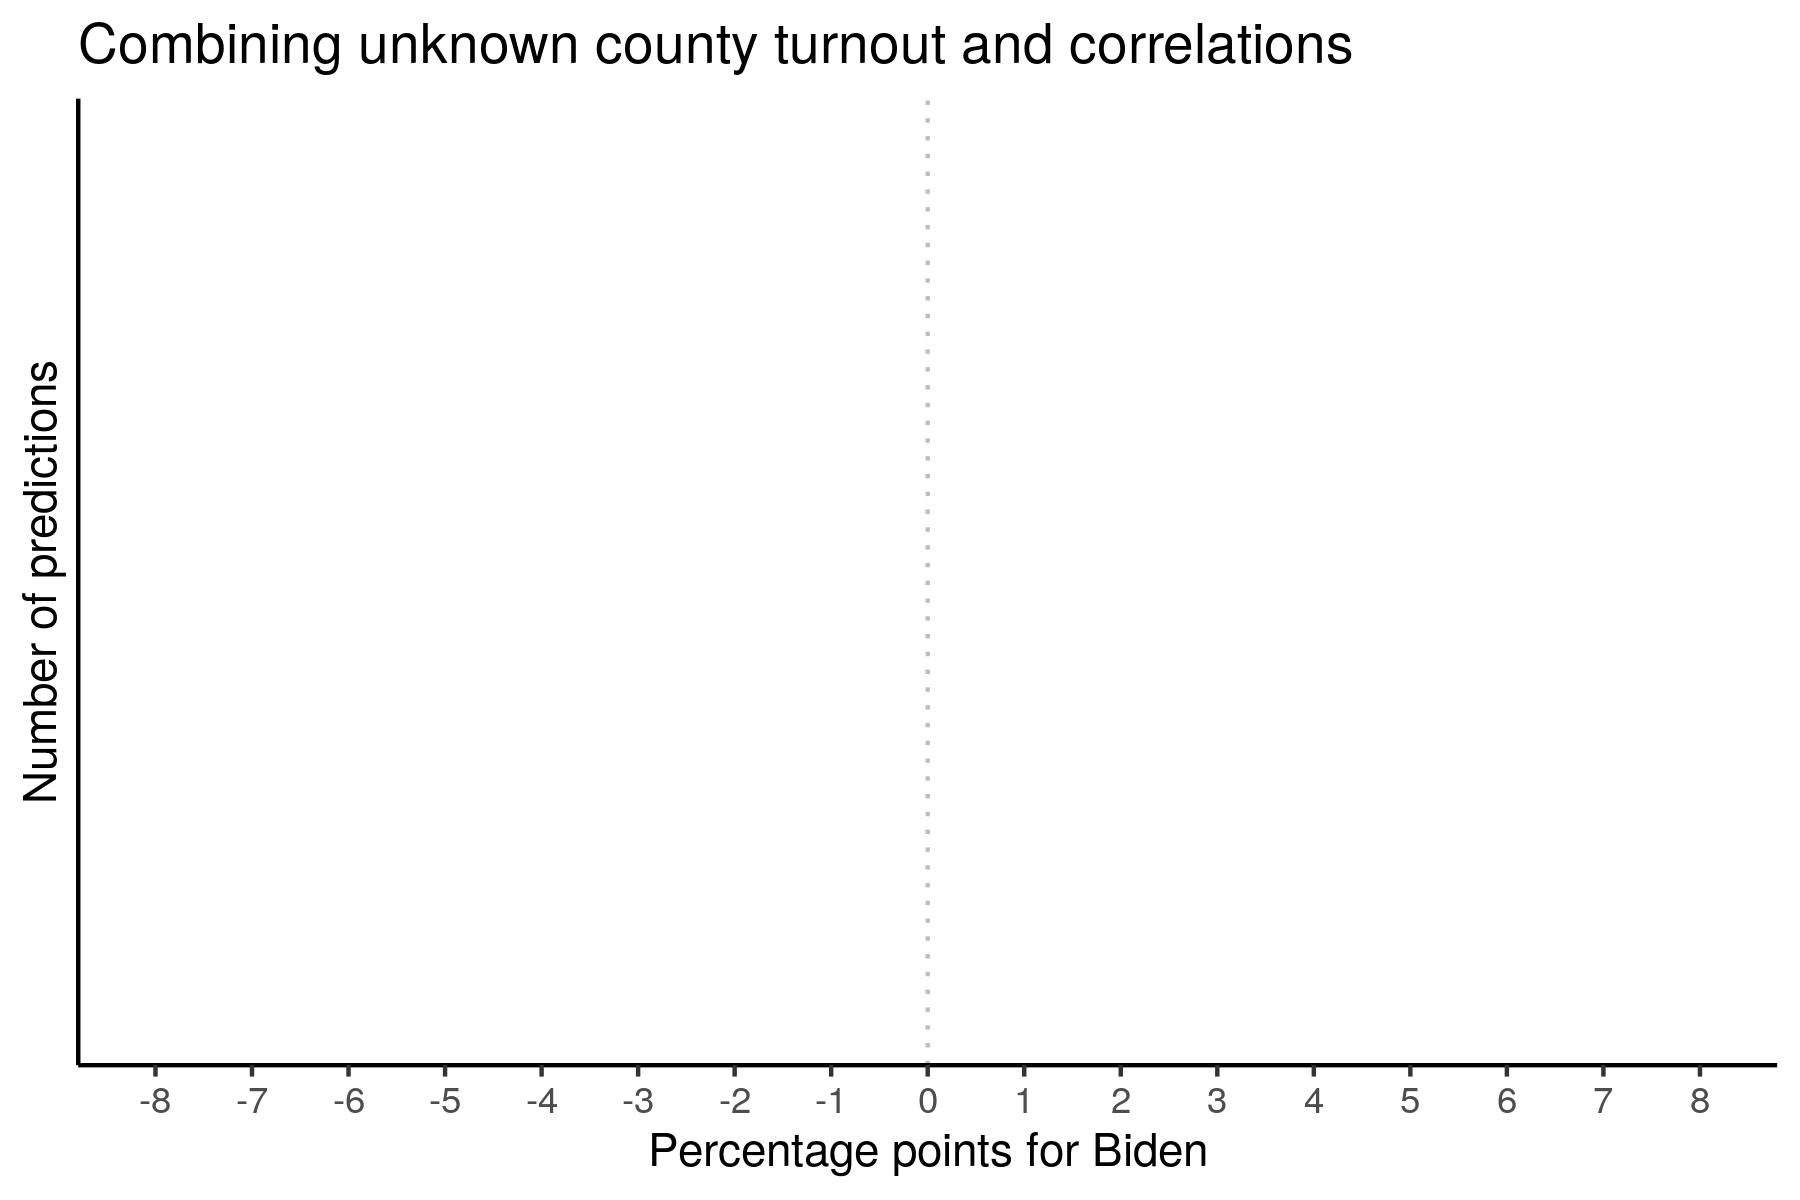 Combining unknown county turnout and correlations
Number of predictions
-8 -7 -6 -5 -4 -3 -2 -1 0 1 2 3 4 5 6 7 8
Percentage points for Biden